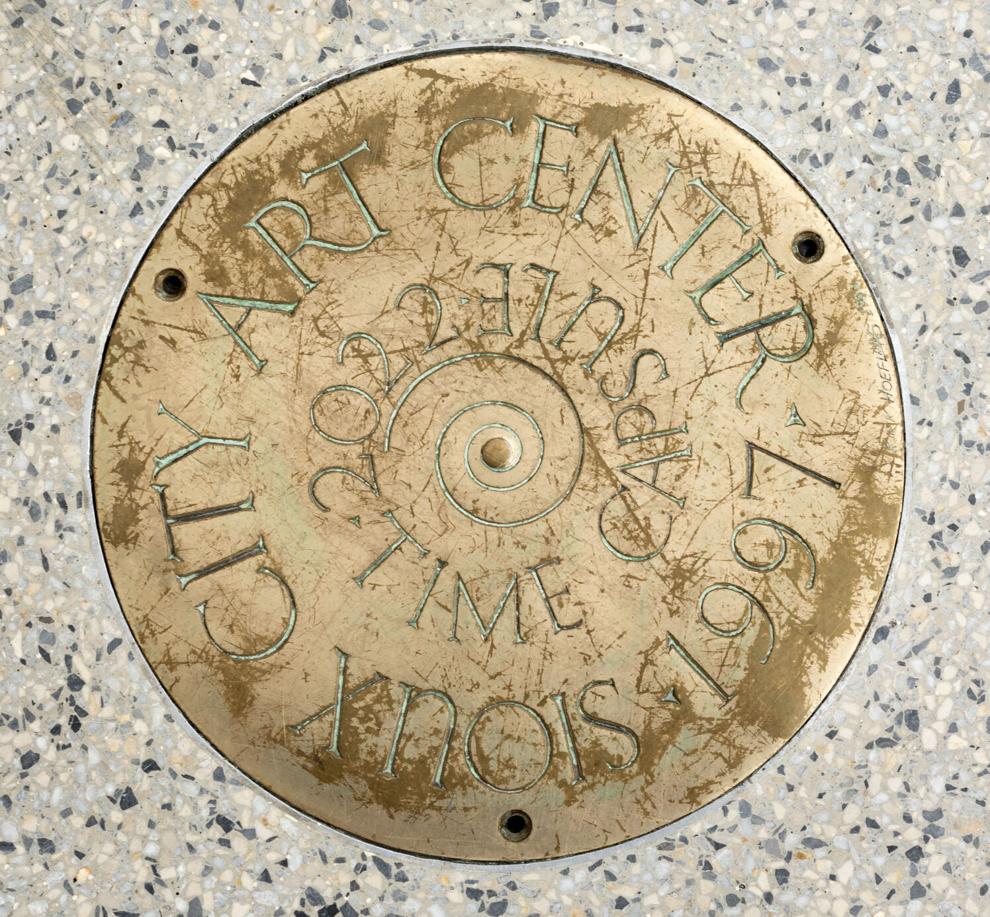 SIOUX CITY ART CENTER · 1997 ·
TIME CAPSULE: 2022 ·